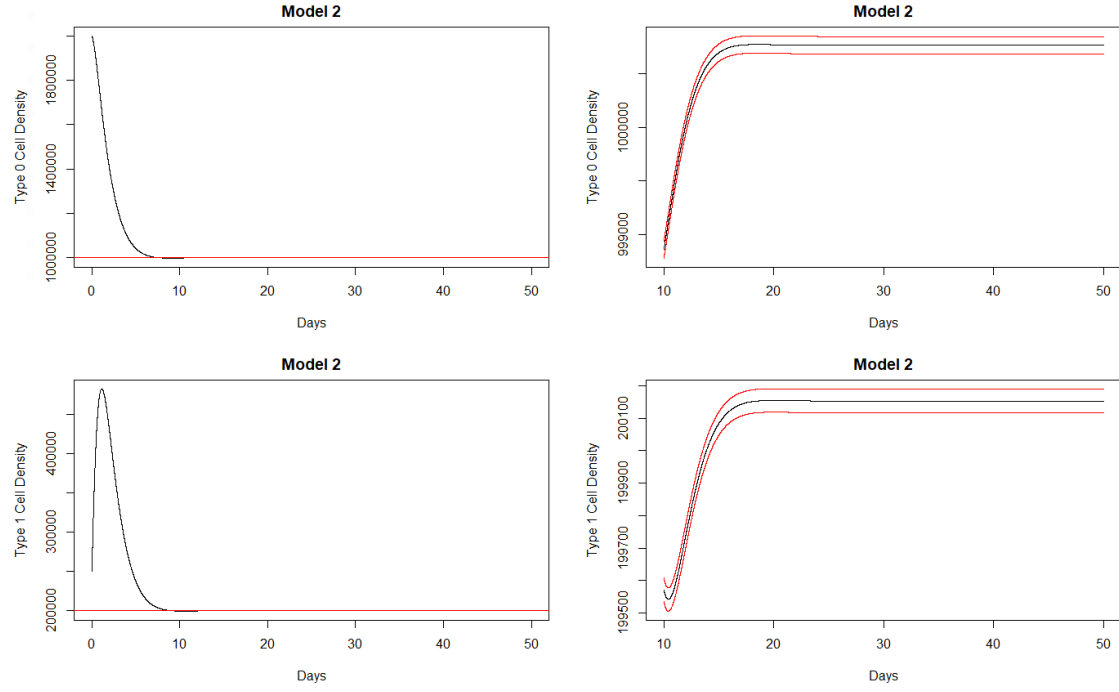 Model 2
Type 0 Cell Density
1000000
1400000
1800000
0 10 20 30 40 50
Days
Model 2
Type 0 Cell Density
999000
1000000
10 20 30 40 50
Days
Model 2
Type 1 Cell Density
200000
300000
400000
0 10 20 30 40 50
Days
Model 2
Type 1 Cell Density
199500
199700
199900
200100
10 20 30 40 50
Days